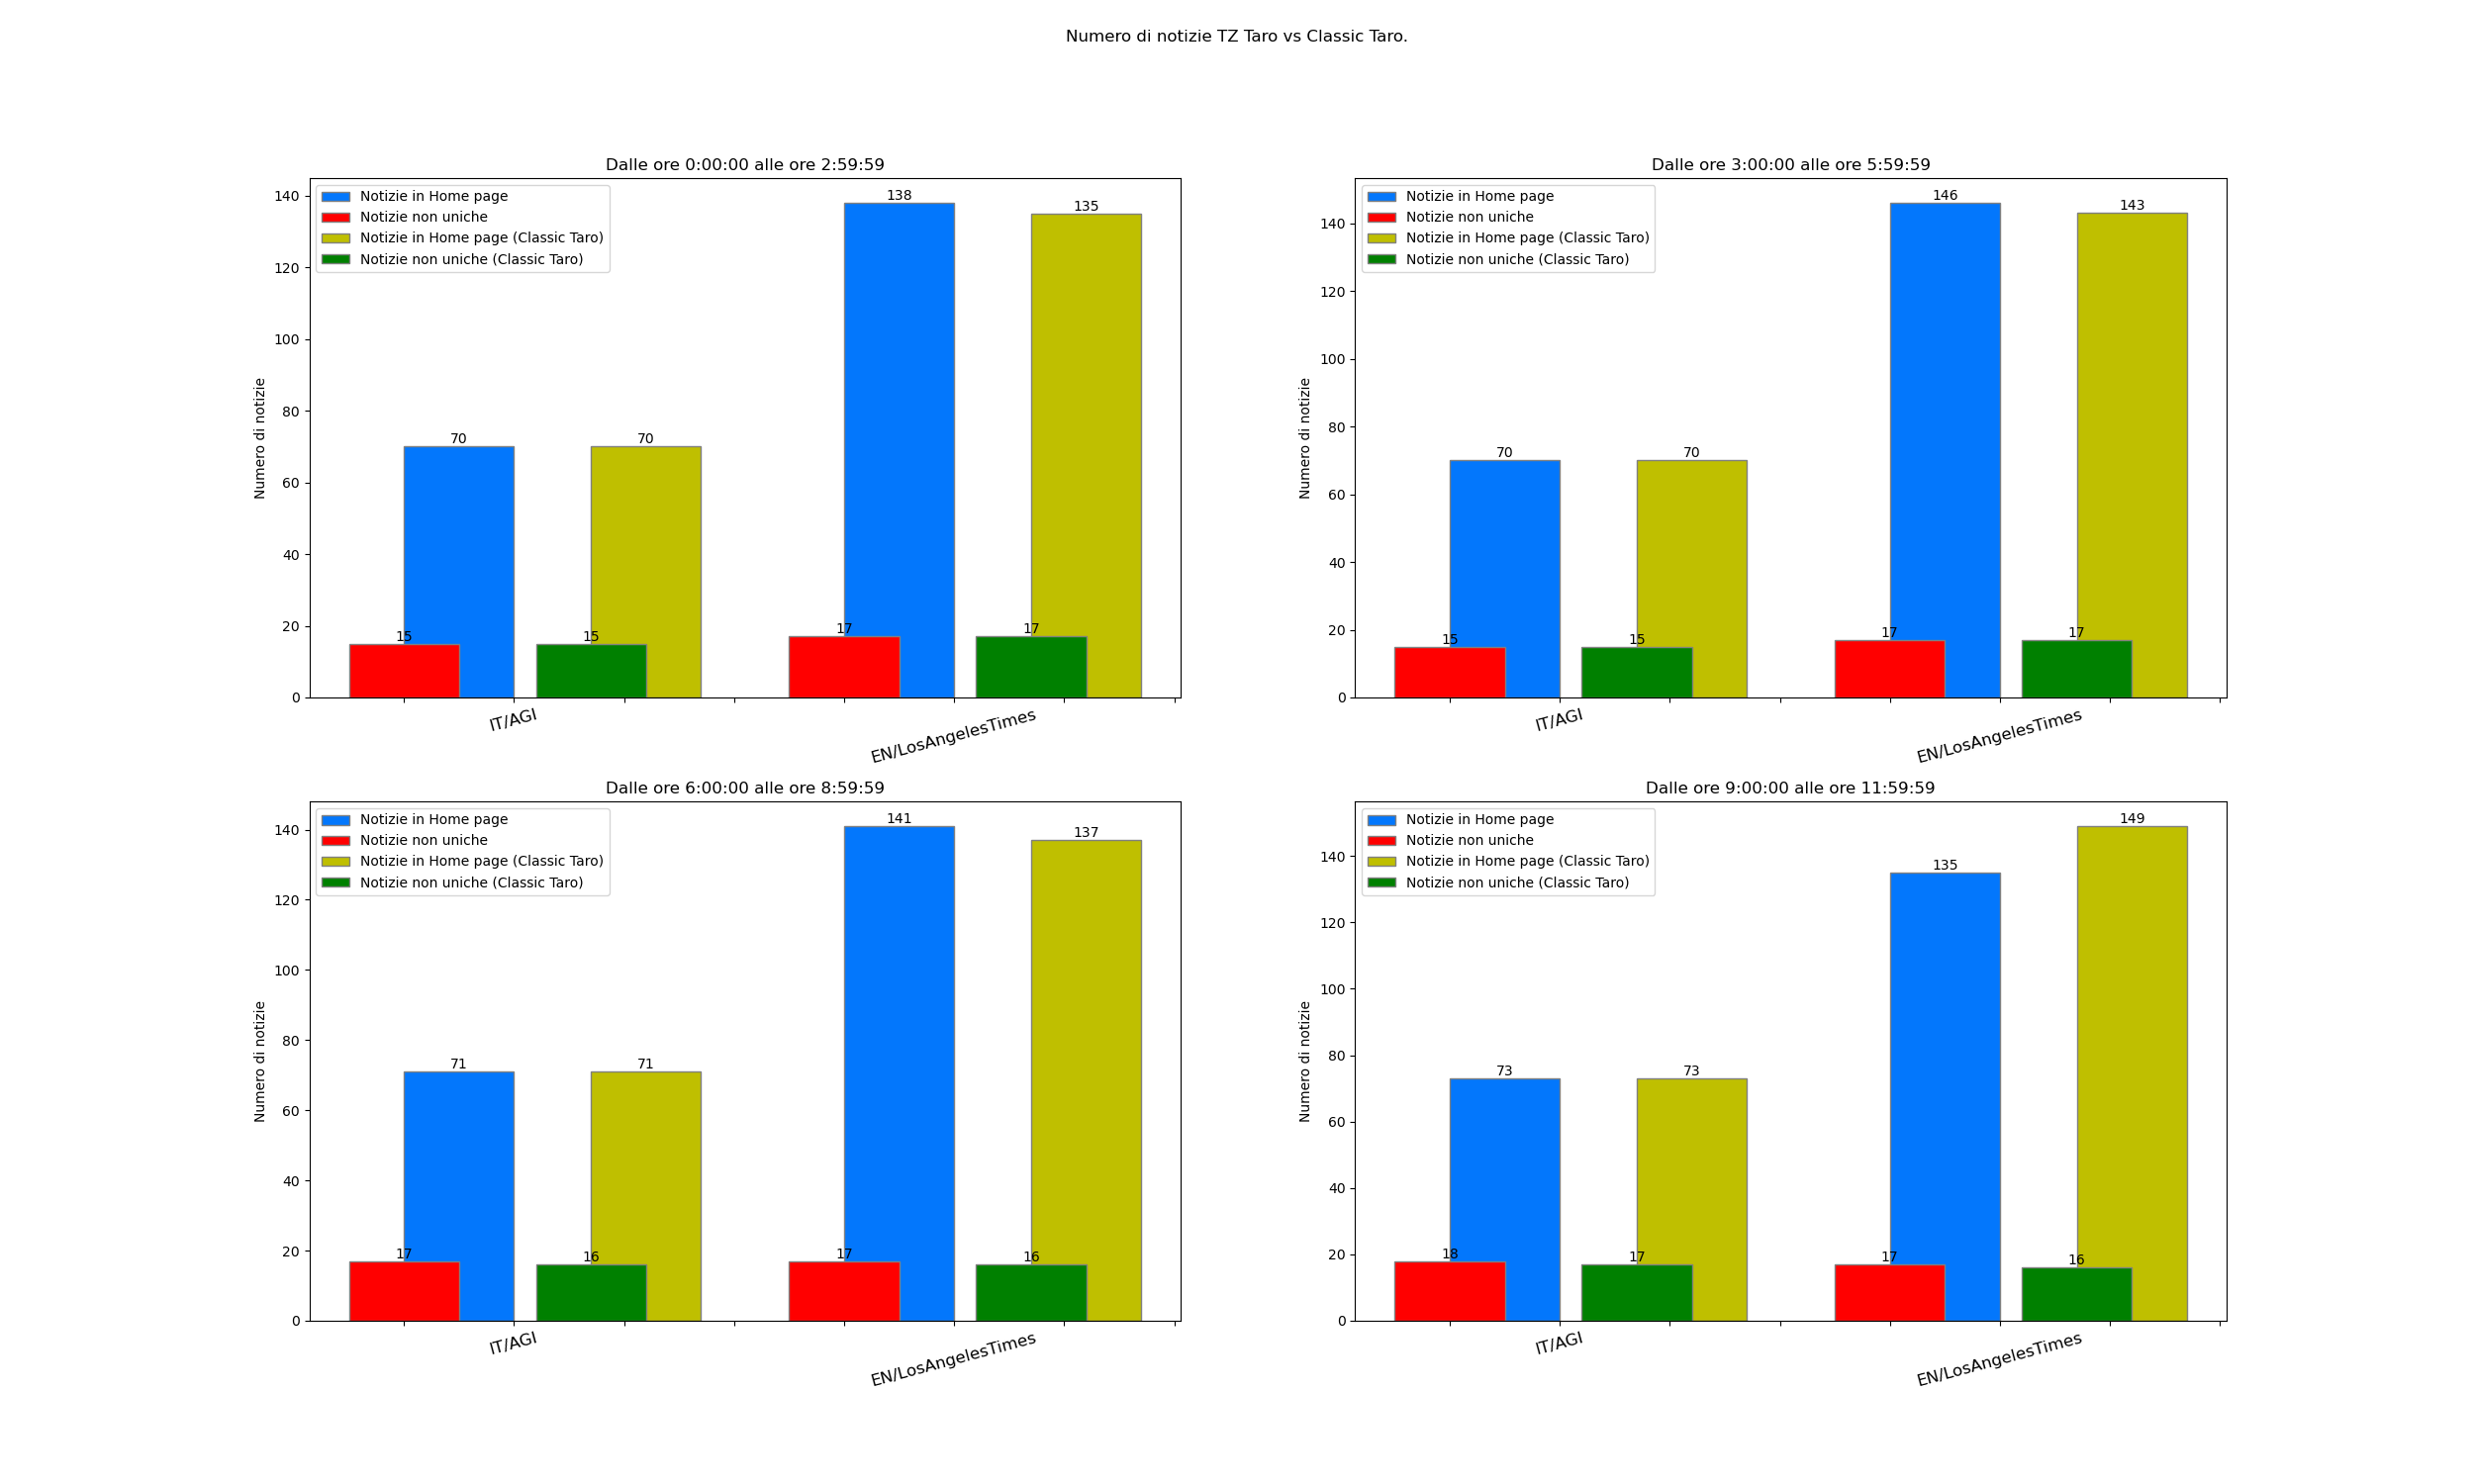 Numero di notizie TZ Taro vs Classic Taro.
Dalle ore 0:00:00 alle ore 2:59:59
Notizie in Home page
Notizie non uniche
Notizie in Home page (Classic Taro)
Notizie non uniche (Classic Taro)
Numero di notizie
140
120
100
80
60
40
20
0
70
70
138
135
15
15
17
17
IT/AGI
EN/LosAngelesTimes
Dalle ore 3:00:00 alle ore 5:59:59
Notizie in Home page
Notizie non uniche
Notizie in Home page (Classic Taro)
Notizie non uniche (Classic Taro)
Numero di notizie
140
120
100
80
60
40
20
0
70
70
146
143
15
15
17
17
IT/AGI
EN/LosAngelesTimes
Dalle ore 6:00:00 alle ore 8:59:59
Notizie in Home page
Notizie non uniche
Notizie in Home page (Classic Taro)
Notizie non uniche (Classic Taro)
Numero di notizie
140
120
100
80
60
40
20
0
71
71
141
137
17
16
17
16
IT/AGI
EN/LosAngelesTimes
Dalle ore 9:00:00 alle ore 11:59:59
Notizie in Home page
Notizie non uniche
Notizie in Home page (Classic Taro)
Notizie non uniche (Classic Taro)
Numero di notizie
140
120
100
80
60
40
20
0
73
73
135
149
18
17
17
16
IT/AGI
EN/LosAngelesTimes